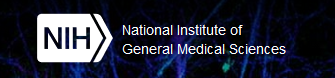 NIH
National Institute of
General Medical Sciences